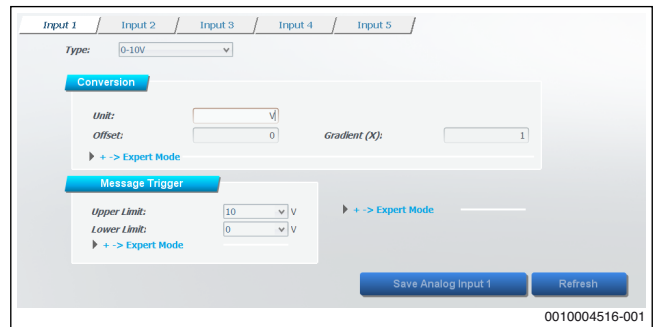 Input 1 Input 2 Input 3 Input 4 Input 5
Type: 0-10V
Conversion
Unit: V
Offset: 0 Gradient (X): 1
+ -> Expert Mode
Message Trigger
Upper Limit: 10 V + -> Expert Mode
Lower Limit: 0 V
+ -> Expert Mode
Save Analog Input 1 Refresh
0010004516-001